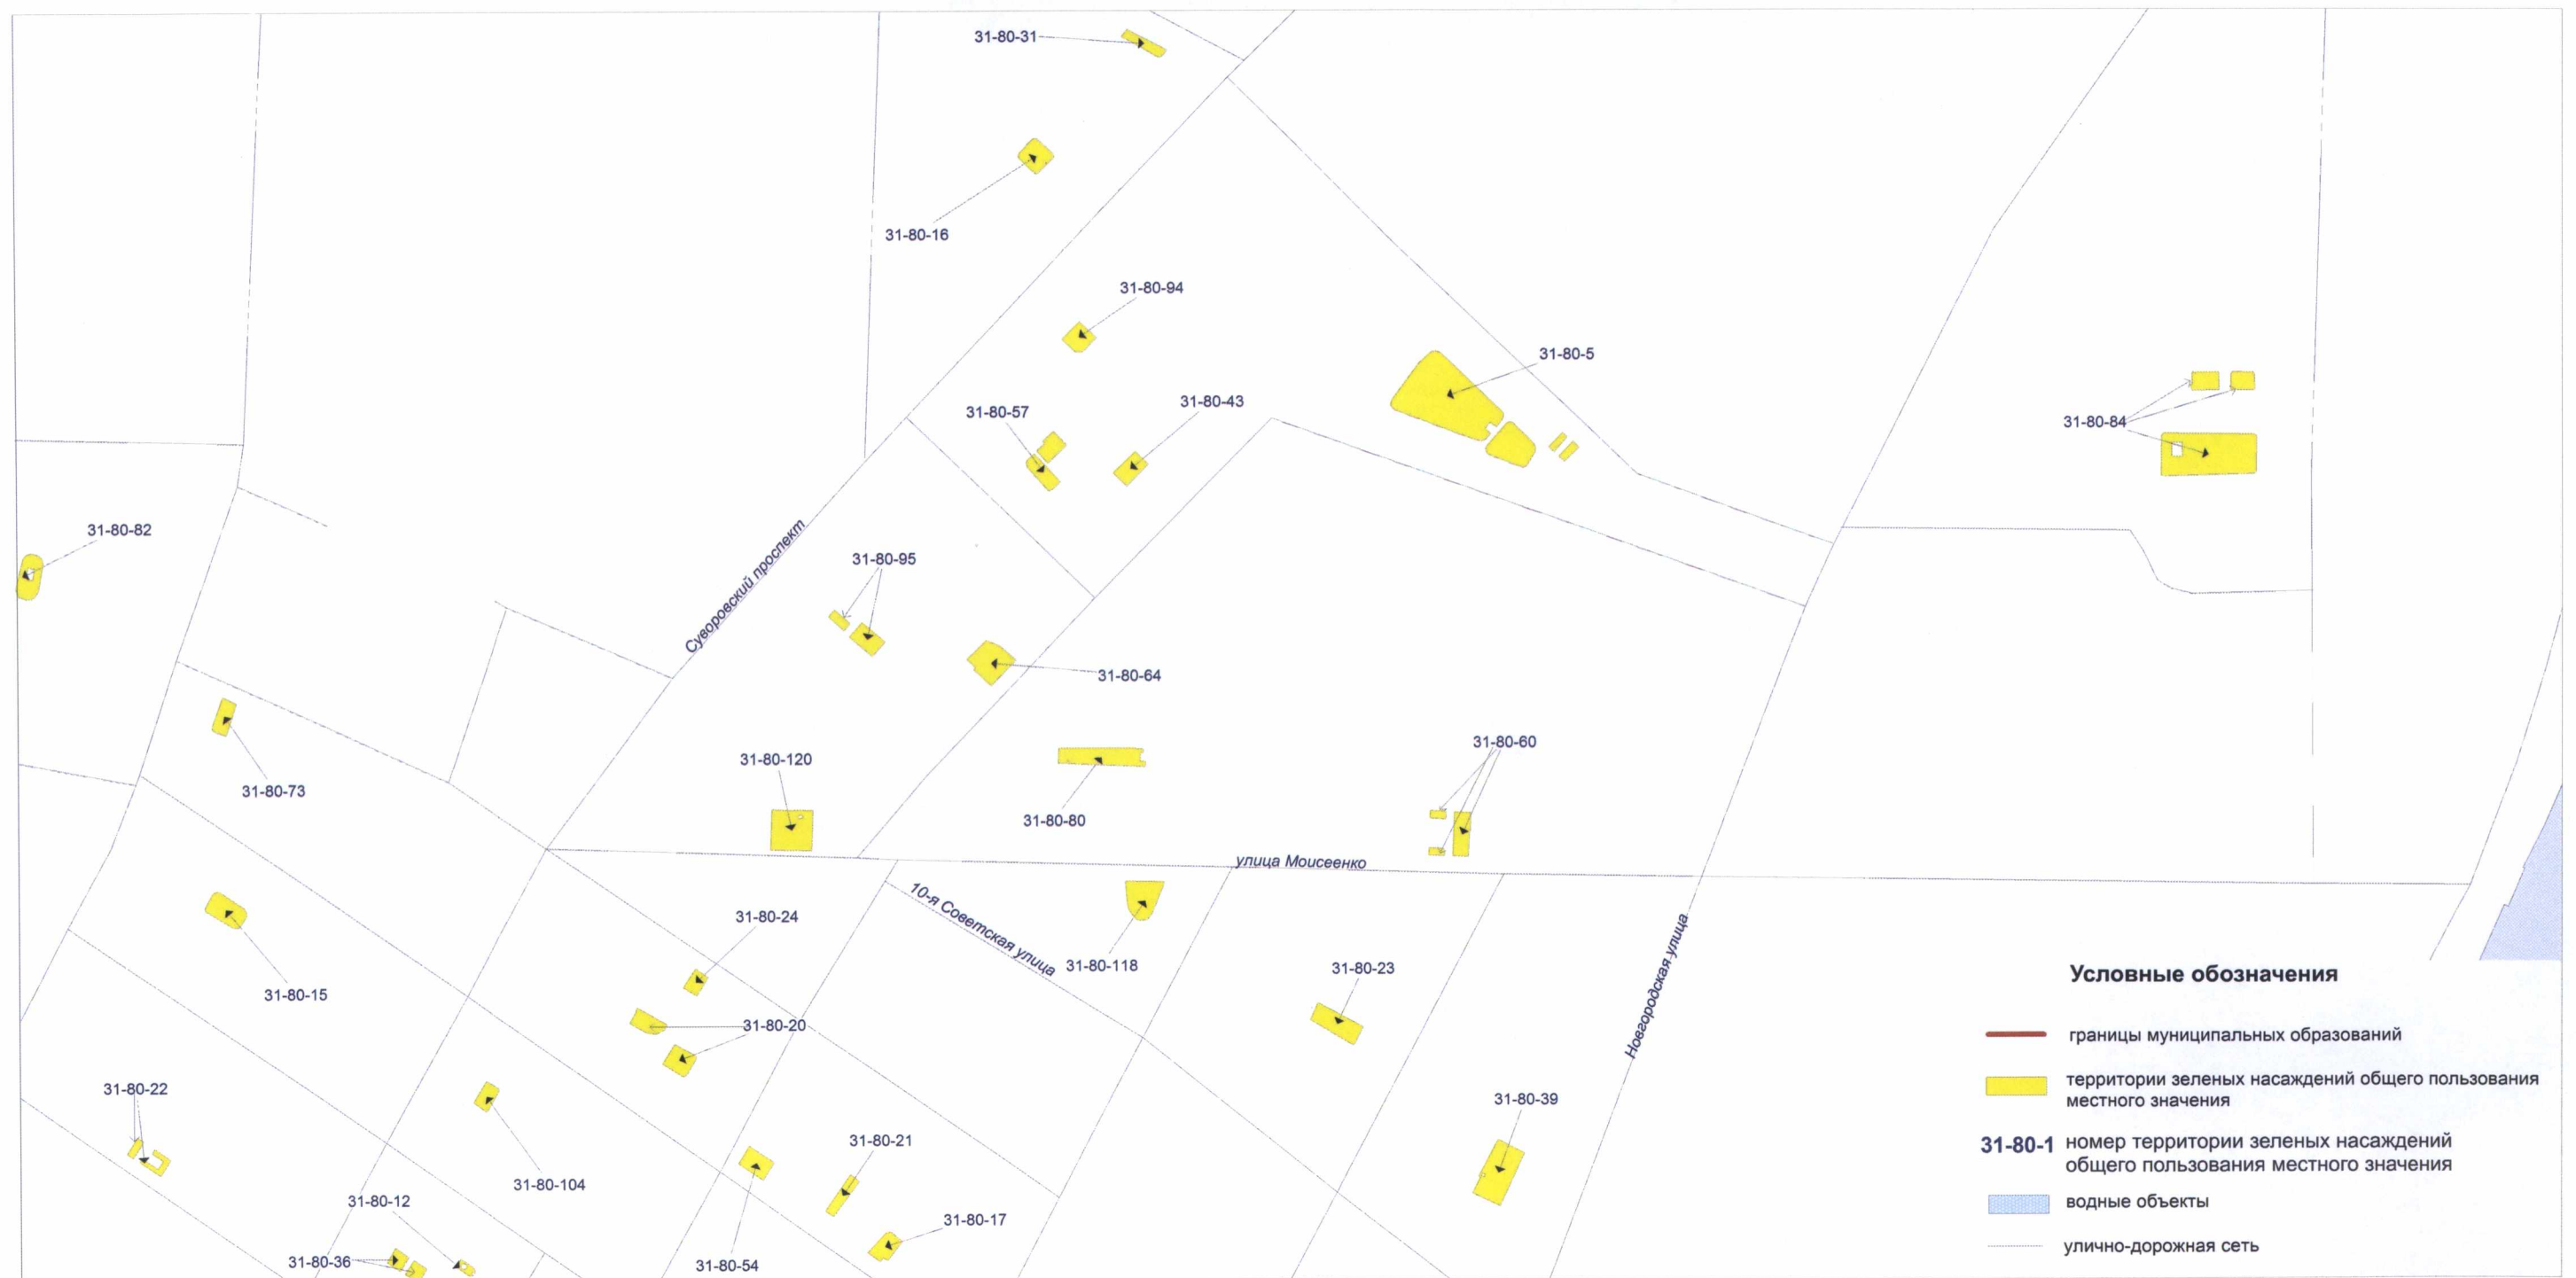 31-80-31
31-80-16
31-80-94
31-80-5
31-80-57
31-80-43
31-80-84
31-80-82
Суворовский проспект
31-80-95
31-80-64
31-80-73
31-80-120
31-80-60
31-80-80
улица Моисеенко
31-80-24
10-я Советская улица
31-80-118
31-80-23
Новгородская улица
31-80-15
31-80-20
31-80-22
31-80-39
31-80-21
31-80-104
31-80-12
31-80-17
31-80-36
31-80-54
Условные обозначения
границы муниципальных образований
территории зеленых насаждений общего пользования
местного значения
31-80-1 номер территории зеленых насаждений
общего пользования местного значения
водные объекты
улично-дорожная сеть